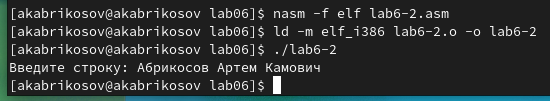 [akabrikosov@akabrikosov lab06]$ nasm -f elf lab6-2.asm
[akabrikosov@akabrikosov lab06]$ ld -m elf_i386 lab6-2.o -o lab6-2
[akabrikosov@akabrikosov lab06]$ ./lab6-2
Введите строку: Абрикосов Артем Камович
[akabrikosov@akabrikosov lab06]$